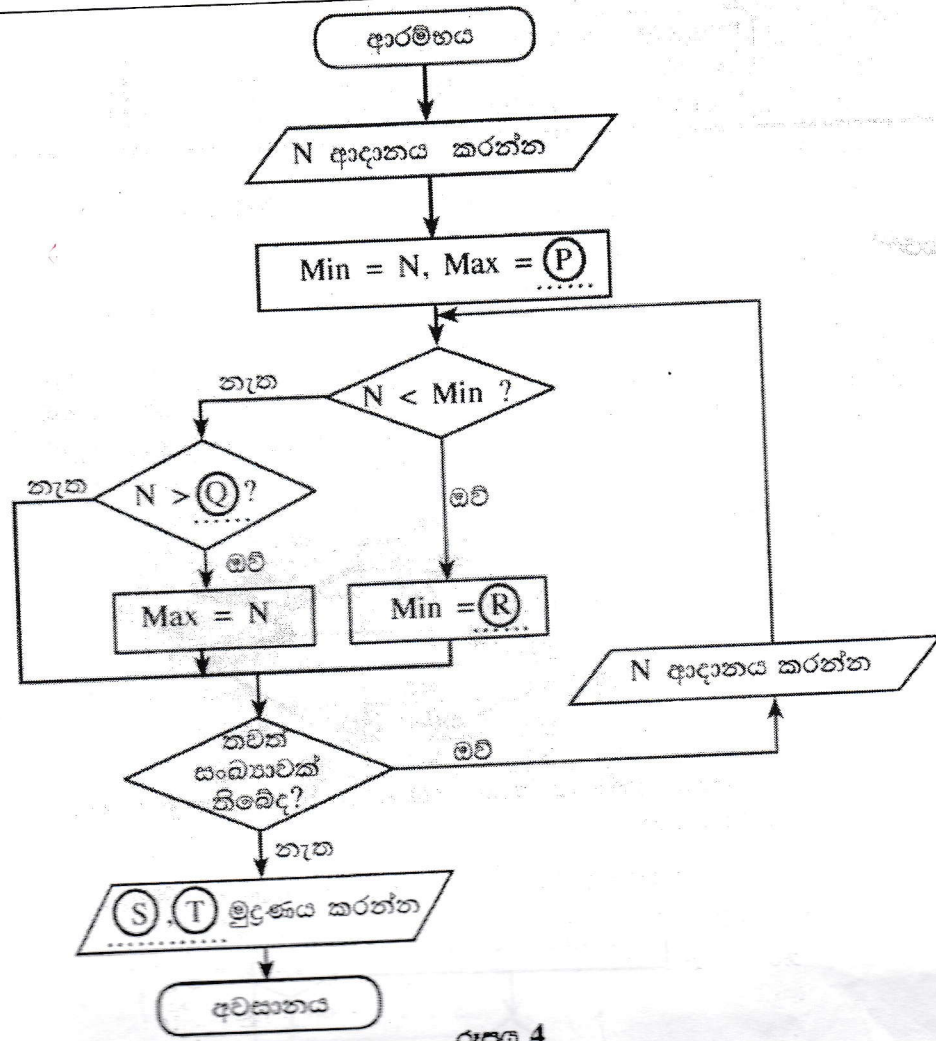 ආරම්භය
N ආදානය කරන්න
Min = N, Max = P
N < Min ?
නැත
ඔව්
N > Q ?
නැත
ඔව්
Max = N
Min = R
N ආදානය කරන්න
තවත්
සංඛ්‍යාවක්
තිබේද?
ඔව්
නැත
S , T මුද්‍රණය කරන්න
අවසානය
රූපය 4